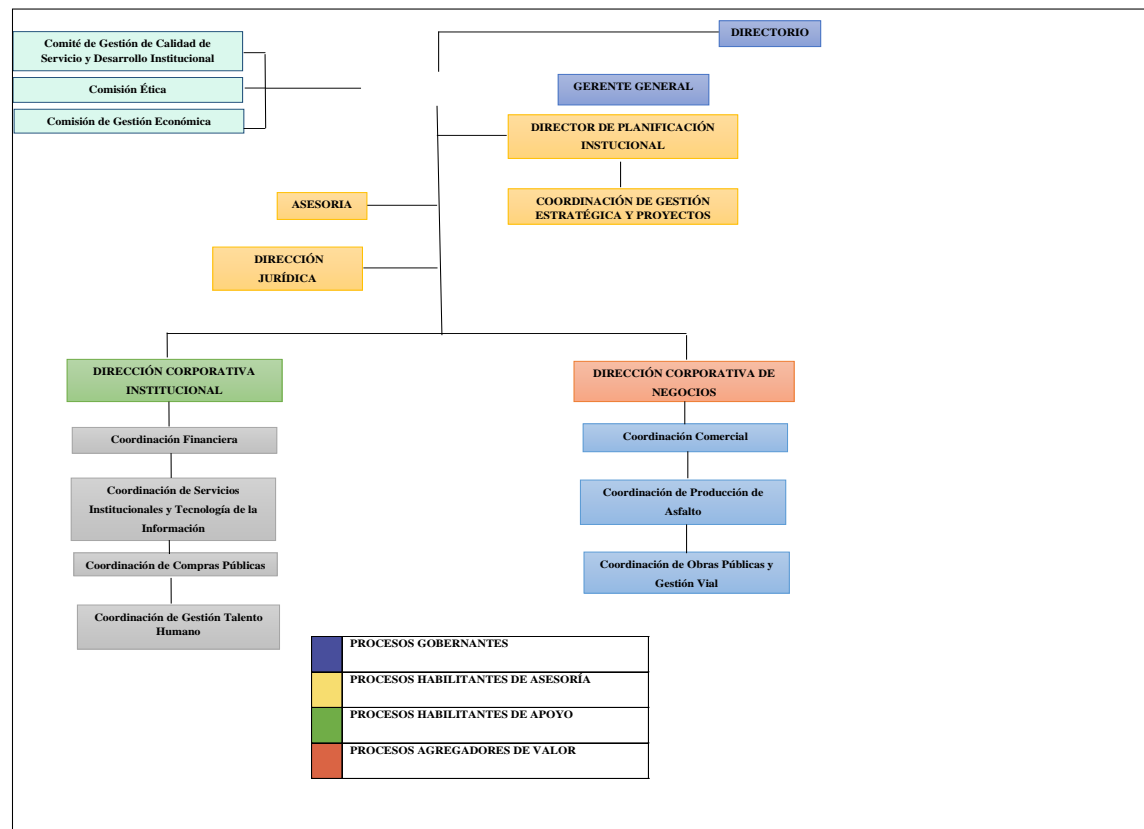 DIRECTORIO
Comité de Gestión de Calidad de
Servicio y Desarrollo Institucional
Comisión Ética
Comisión de Gestión Económica
GERENTE GENERAL
DIRECTOR DE PLANIFICACIÓN
INSTUCIONAL
COORDINACIÓN DE GESTIÓN
ESTRATÉGICA Y PROYECTOS
ASESORIA
DIRECCIÓN
JURÍDICA
DIRECCIÓN CORPORATIVA
INSTITUCIONAL
Coordinación Financiera
Coordinación de Servicios
Institucionales y Tecnología de la
Información
Coordinación de Compras Públicas
Coordinación de Gestión Talento
Humano
DIRECCIÓN CORPORATIVA DE
NEGOCIOS
Coordinación Comercial
Coordinación de Producción de
Asfalto
Coordinación de Obras Públicas y
Gestión Vial
PROCESOS GOBERNANTES
PROCESOS HABILITANTES DE ASESORÍA
PROCESOS HABILITANTES DE APOYO
PROCESOS AGREGADORES DE VALOR